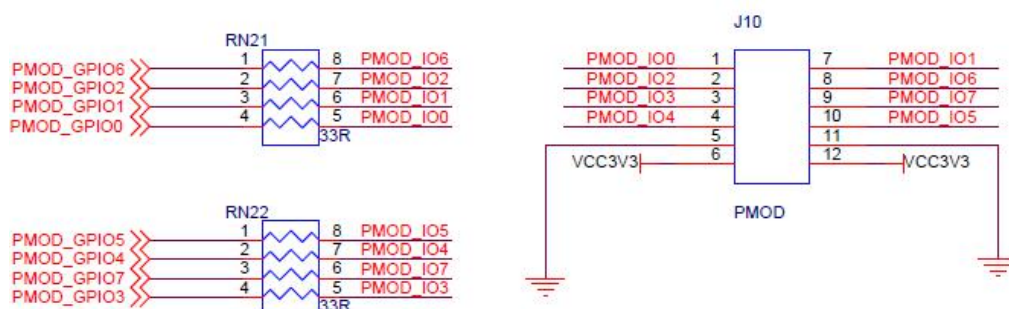 RN21
PMOD_GPIO6 1 8 PMOD_IO6
PMOD_GPIO2 2 7 PMOD_IO2
PMOD_GPIO1 3 6 PMOD_IO1
PMOD_GPIO0 4 5 PMOD_IO0
33R
RN22
PMOD_GPIO5 1 8 PMOD_IO5
PMOD_GPIO4 2 7 PMOD_IO4
PMOD_GPIO7 3 6 PMOD_IO7
PMOD_GPIO3 4 5 PMOD_IO3
33R
J10
PMOD_IO0 1 7 PMOD_IO1
PMOD_IO2 2 8 PMOD_IO6
PMOD_IO3 3 9 PMOD_IO7
PMOD_IO4 4 10 PMOD_IO5
5 11
VCC3V3 6 12 VCC3V3
PMOD